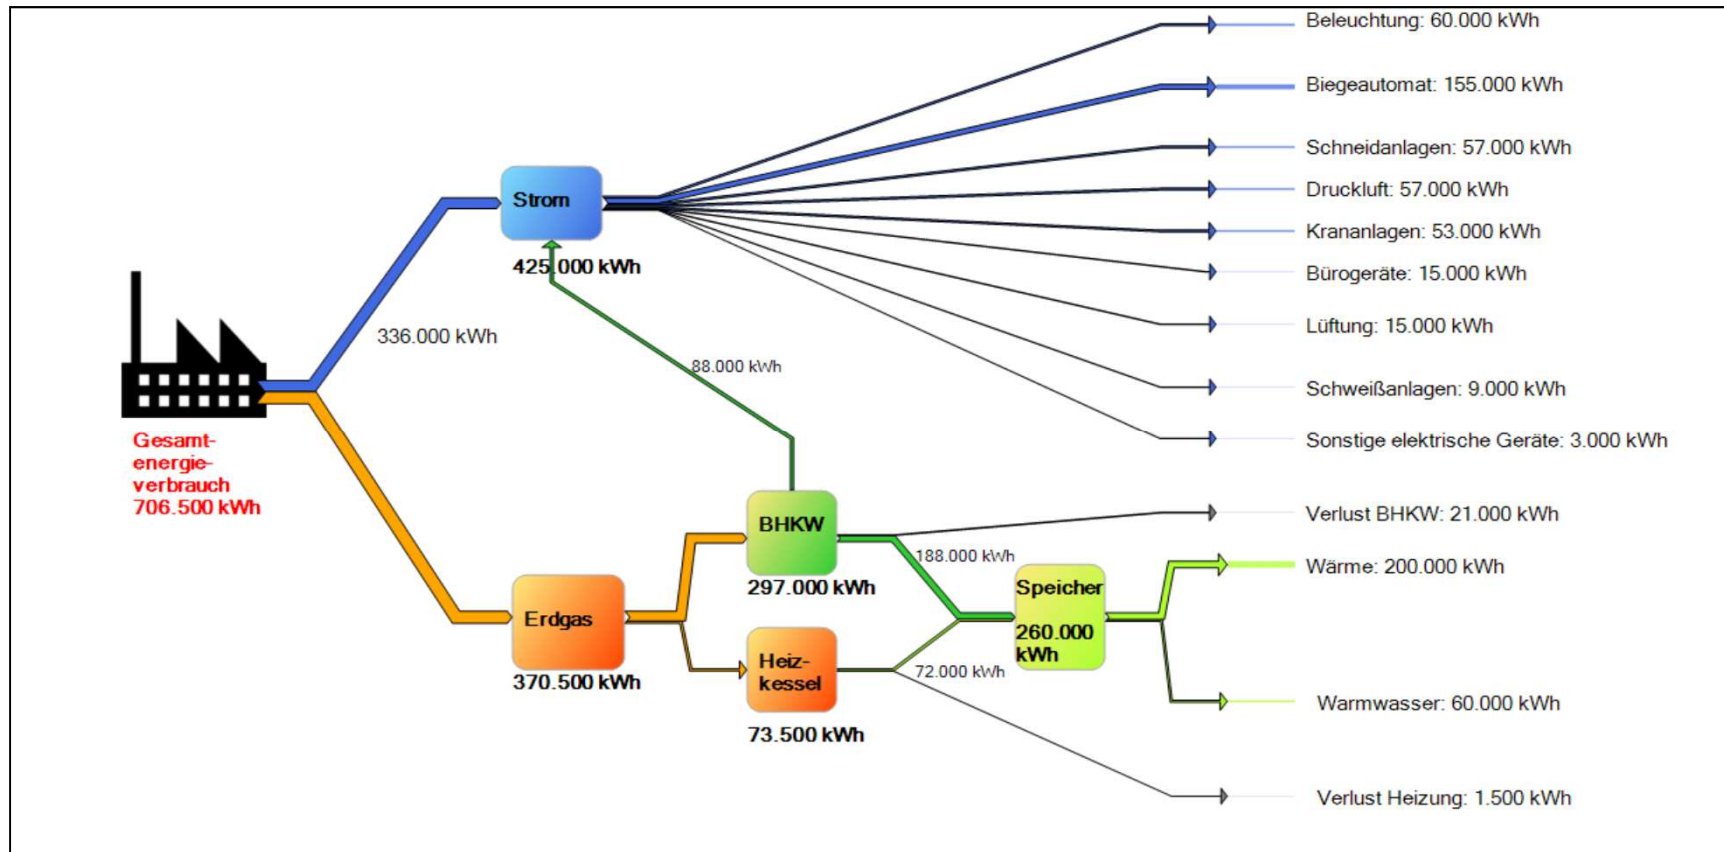 Beleuchtung: 60.000 kWh
Biegeautomat: 155.000 kWh
Schneidanlagen: 57.000 kWh
Druckluft: 57.000 kWh
Krananlagen: 53.000 kWh
Bürogeräte: 15.000 kWh
Lüftung: 15.000 kWh
Schweißanlagen: 9.000 kWh
Sonstige elektrische Geräte: 3.000 kWh
Strom
425.000 kWh
336.000 kWh
88.000 kWh
Gesamt-
energie-
verbrauch
706.500 kWh
BHKW
297.000 kWh
Verlust BHKW: 21.000 kWh
188.000 kWh
Wärme: 200.000 kWh
Speicher
260.000
kWh
Erdgas
370.500 kWh
Heiz-
kessel
73.500 kWh
72.000 kWh
Warmwasser: 60.000 kWh
Verlust Heizung: 1.500 kWh